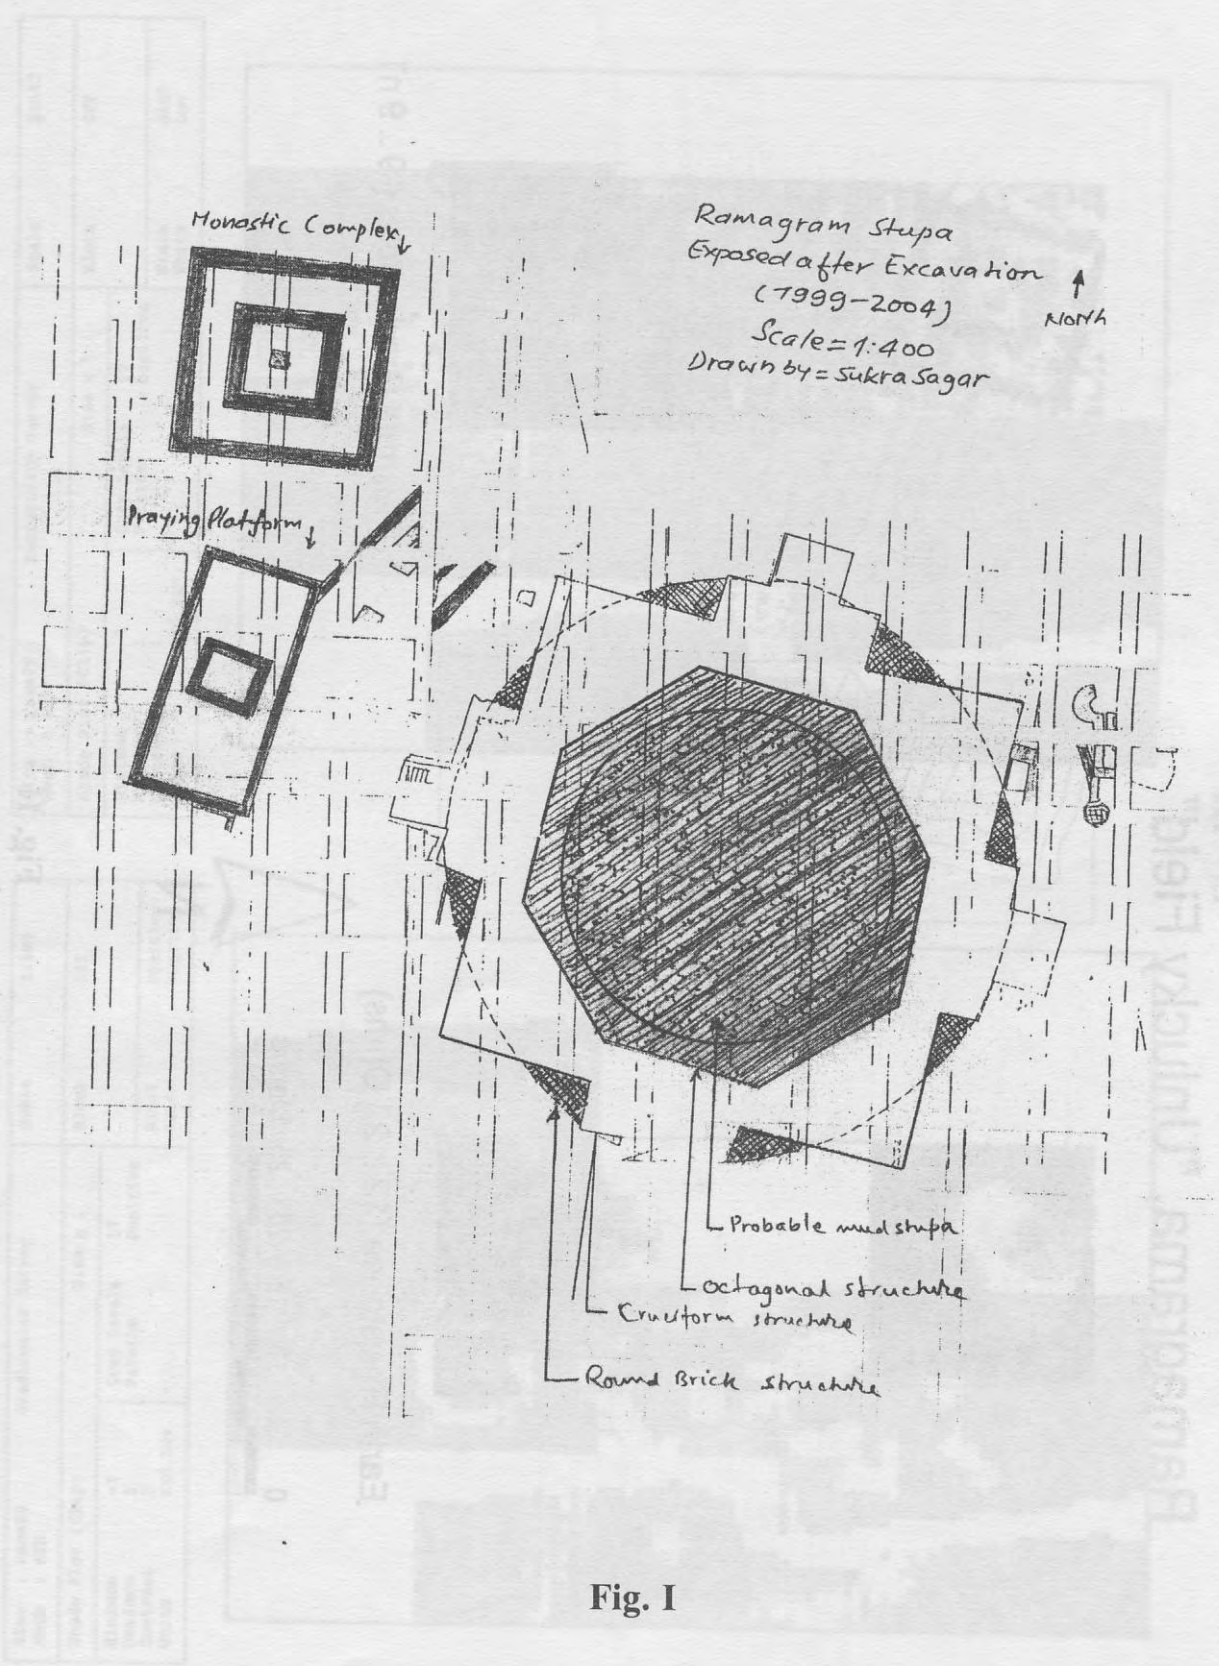 Monastic Complex
Ramagram Stupa
Exposed after Excavation
(1999-2004)
North
Scale=1:400
Drawn by=Sukra Sagar
Praying Platform
Probable mud stupa
Octagonal structure
Cruciform structure
Round Brick structure
Fig. I